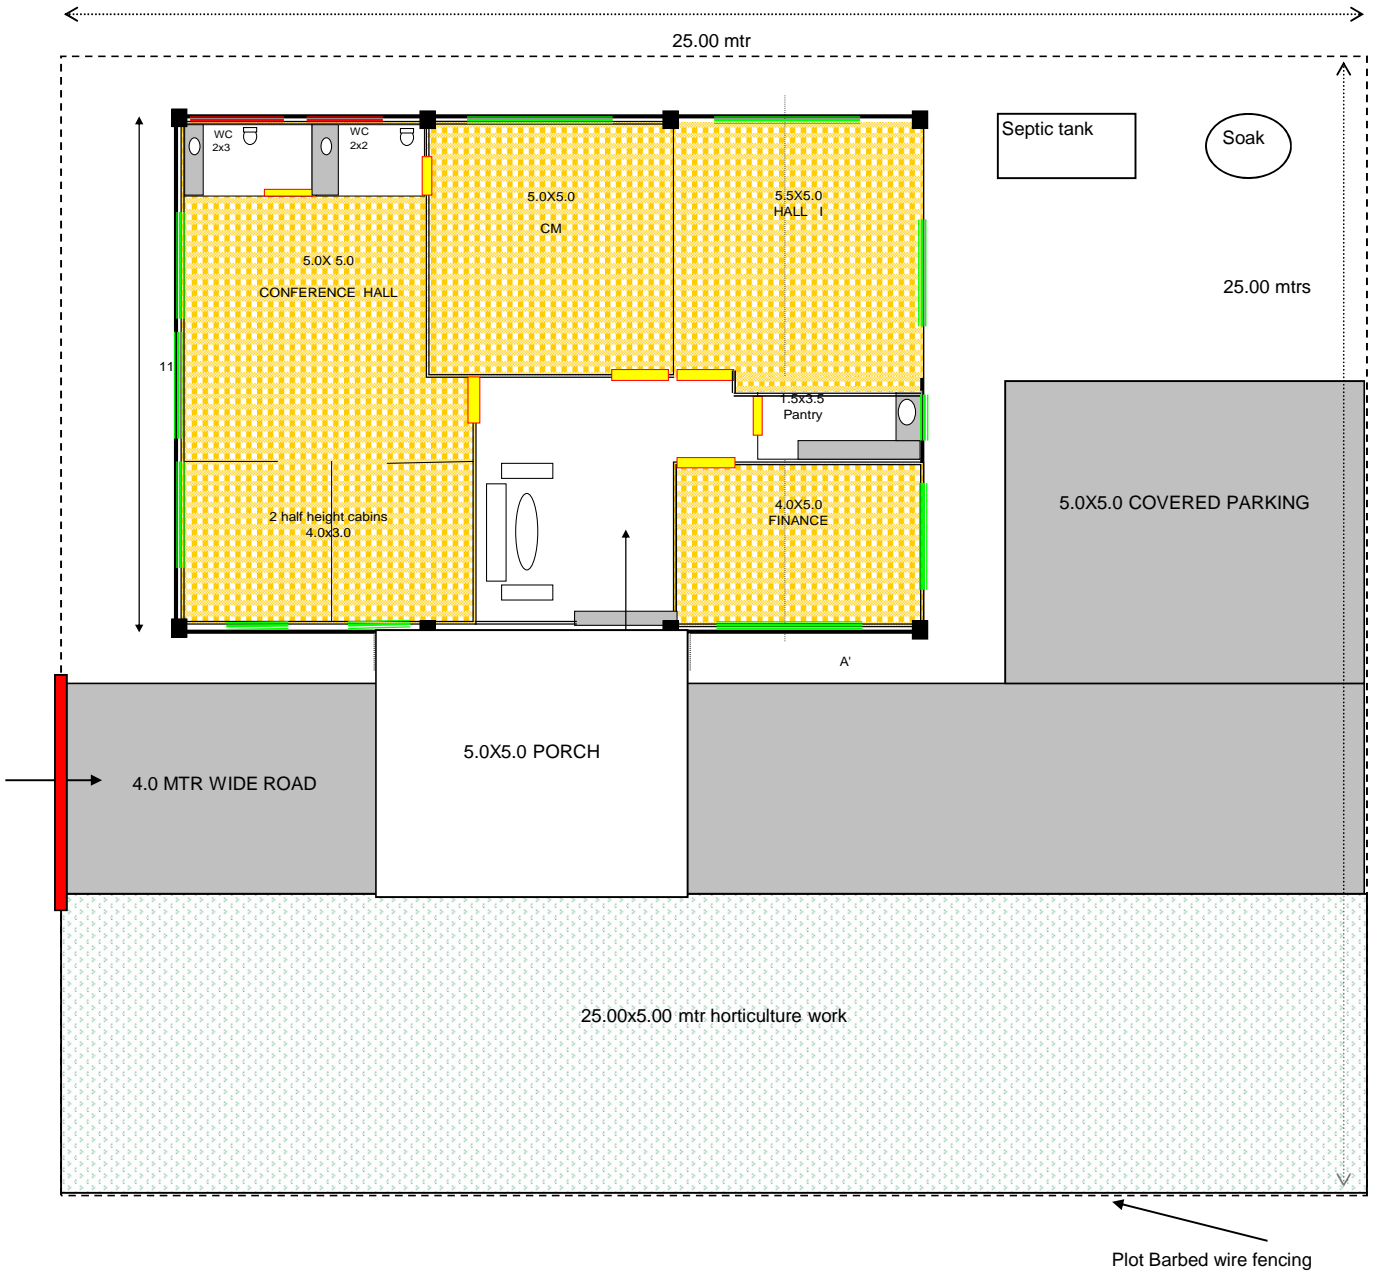 25.00 mtr
WC
2x3
WC
2x2
Septic tank
Soak
5.0X5.0
CM
5.5X5.0
HALL I
5.0X 5.0
CONFERENCE HALL
25.00 mtrs
11
1.5x3.5
Pantry
2 half height cabins
4.0x3.0
4.0X5.0
FINANCE
5.0X5.0 COVERED PARKING
A'
5.0X5.0 PORCH
4.0 MTR WIDE ROAD
25.00x5.00 mtr horticulture work
Plot Barbed wire fencing